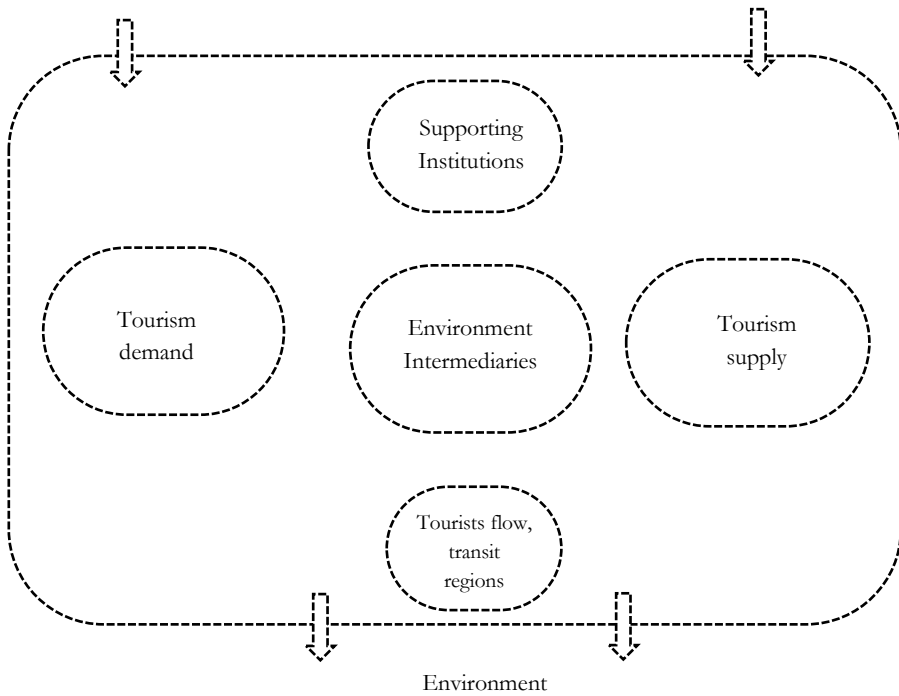 Supporting
Institutions
Tourism
demand
Environment
Intermediaries
Tourism
supply
Tourists flow,
transit
regions
Environment